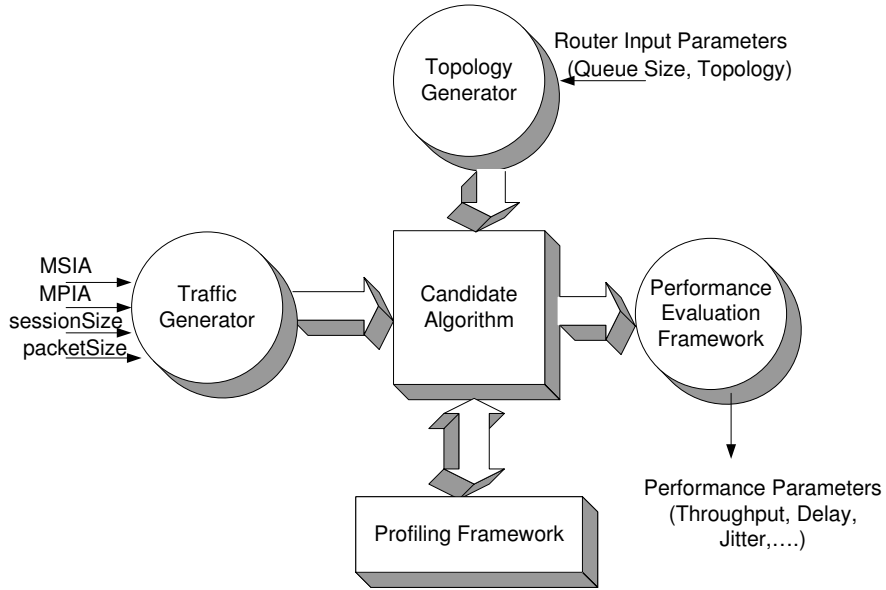 Router Input Parameters
(Queue Size, Topology)
Topology
Generator
MSIA
MPIA
sessionSize
packetSize
Traffic
Generator
Candidate
Algorithm
Performance
Evaluation
Framework
Profiling Framework
Performance Parameters
(Throughput, Delay,
Jitter,....)